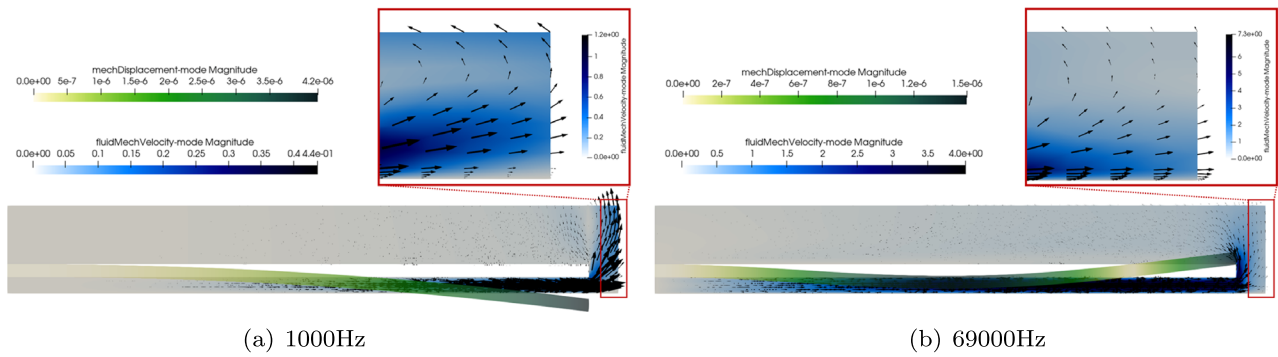 mechDisplacement-mode Magnitude
0.0e+00 5e-7 1e-6 1.5e-6 2e-6 2.5e-6 3e-6 3.5e-6 4.2e-06
fluidMechVelocity-mode Magnitude
0.0e+00 0.05 0.1 0.15 0.2 0.25 0.3 0.35 0.4 4.4e-01
1.2e+00
1
0.8
0.6
0.4
0.2
0.0e+00
fluidMechVelocity-mode Magnitude
(a) 1000Hz
mechDisplacement-mode Magnitude
0.0e+00 2e-7 4e-7 6e-7 8e-7 1e-6 1.2e-6 1.5e-06
fluidMechVelocity-mode Magnitude
0.0e+00 0.5 1 1.5 2 2.5 3 3.5 4.0e+00
7.3e+00
6
5
4
3
2
1
0.0e+00
fluidMechVelocity-mode Magnitude
(b) 69000Hz